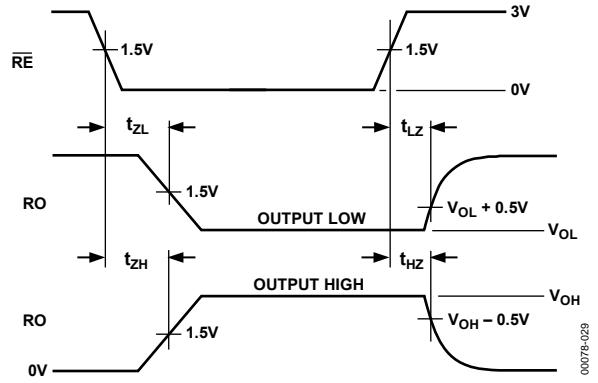 3V
RE
1.5V
1.5V
0V
tZL
tLZ
RO
1.5V
OUTPUT LOW
VOL + 0.5V
VOL
tZH
tHZ
OUTPUT HIGH
VOH
RO
1.5V
VOH – 0.5V
0V
00078-029